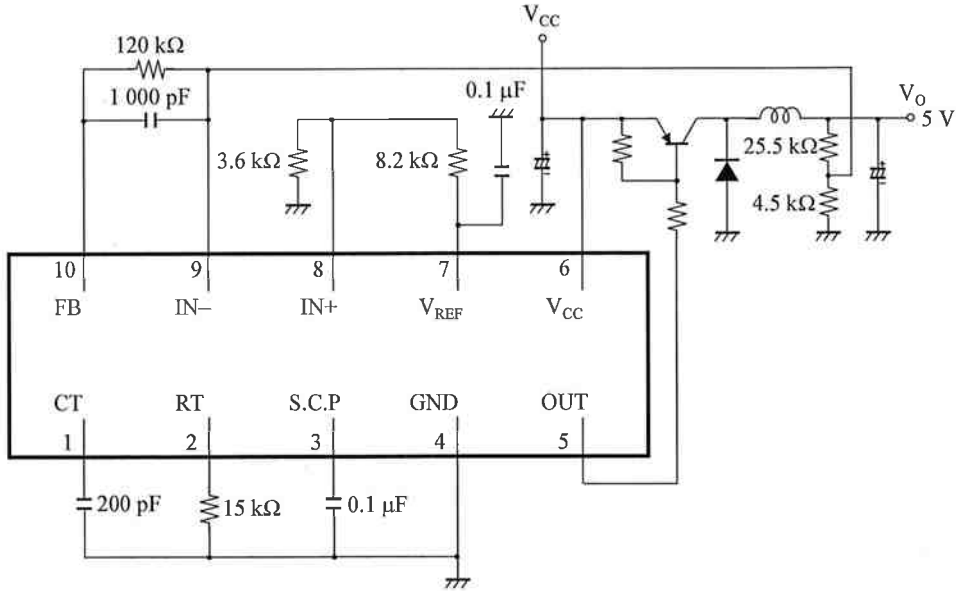 V_CC
120 kΩ
1 000 pF
0.1 µF
V_O
5 V
3.6 kΩ
8.2 kΩ
25.5 kΩ
4.5 kΩ
10 9 8 7 6
FB IN– IN+ V_REF V_CC
CT RT S.C.P GND OUT
1 2 3 4 5
200 pF 15 kΩ 0.1 µF